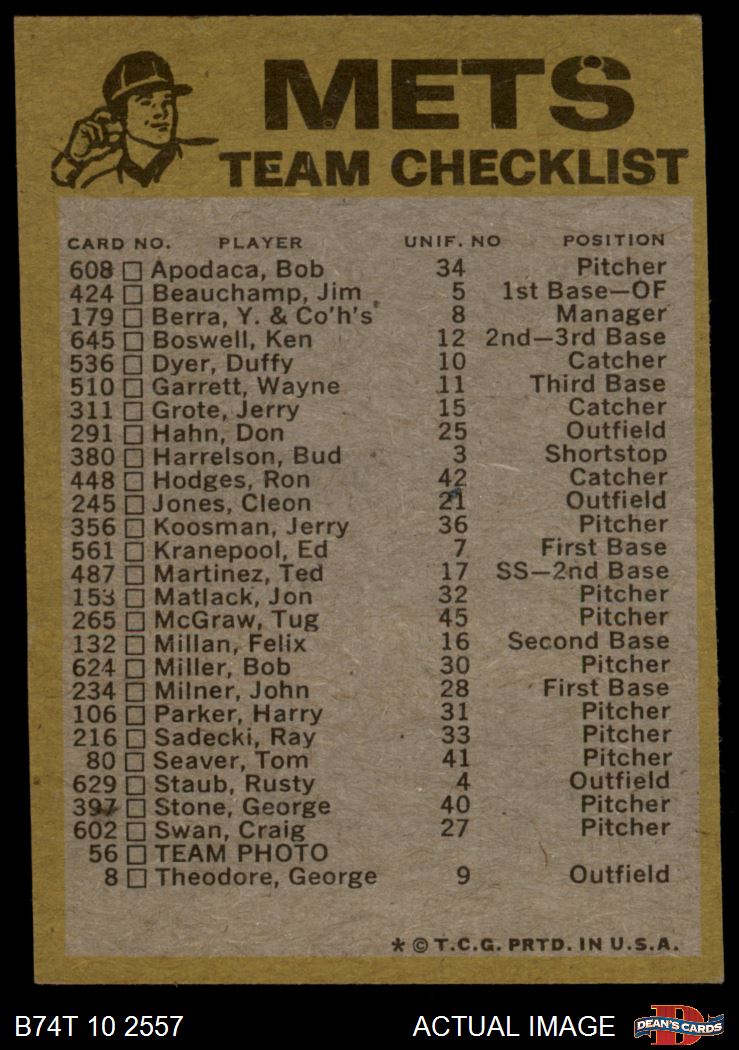 METS
TEAM CHECKLIST
CARD NO. PLAYER UNIF. NO POSITION
608 □ Apodaca, Bob 34 Pitcher
424 □ Beauchamp, Jim 5 1st Base—OF
179 □ Berra, Y. & Co'h's 8 Manager
645 □ Boswell, Ken 12 2nd—3rd Base
536 □ Dyer, Duffy 10 Catcher
510 □ Garrett, Wayne 11 Third Base
311 □ Grote, Jerry 15 Catcher
291 □ Hahn, Don 25 Outfield
380 □ Harrelson, Bud 3 Shortstop
448 □ Hodges, Ron 42 Catcher
245 □ Jones, Cleon 21 Outfield
356 □ Koosman, Jerry 36 Pitcher
561 □ Kranepool, Ed 7 First Base
487 □ Martinez, Ted 17 SS—2nd Base
153 □ Matlack, Jon 32 Pitcher
265 □ McGraw, Tug 45 Pitcher
132 □ Millan, Felix 16 Second Base
624 □ Miller, Bob 30 Pitcher
234 □ Milner, John 28 First Base
106 □ Parker, Harry 31 Pitcher
216 □ Sadecki, Ray 33 Pitcher
80 □ Seaver, Tom 41 Pitcher
629 □ Staub, Rusty 4 Outfield
397 □ Stone, George 40 Pitcher
602 □ Swan, Craig 27 Pitcher
56 □ TEAM PHOTO
8 □ Theodore, George 9 Outfield
* © T.C.G. PRTD. IN U.S.A.
B74T 10 2557 ACTUAL IMAGE DEAN'S CARDS